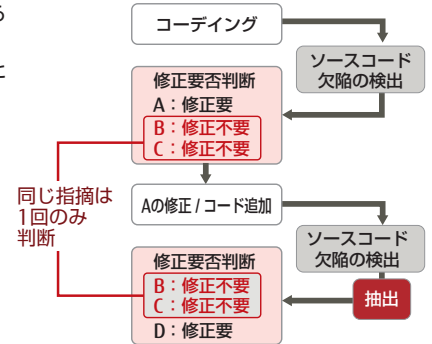 る
と
コーディング
ソースコード
欠陥の検出
修正要否判断
A：修正要
B：修正不要
C：修正不要
同じ指摘は
1回のみ
判断
Aの修正 / コード追加
ソースコード
欠陥の検出
抽出
修正要否判断
B：修正不要
C：修正不要
D：修正要